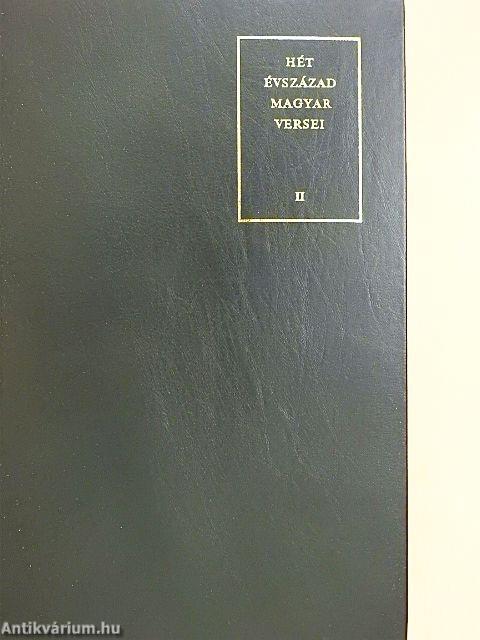 HÉT
ÉVSZÁZAD
MAGYAR
VERSEI
II
Antikvárium.hu